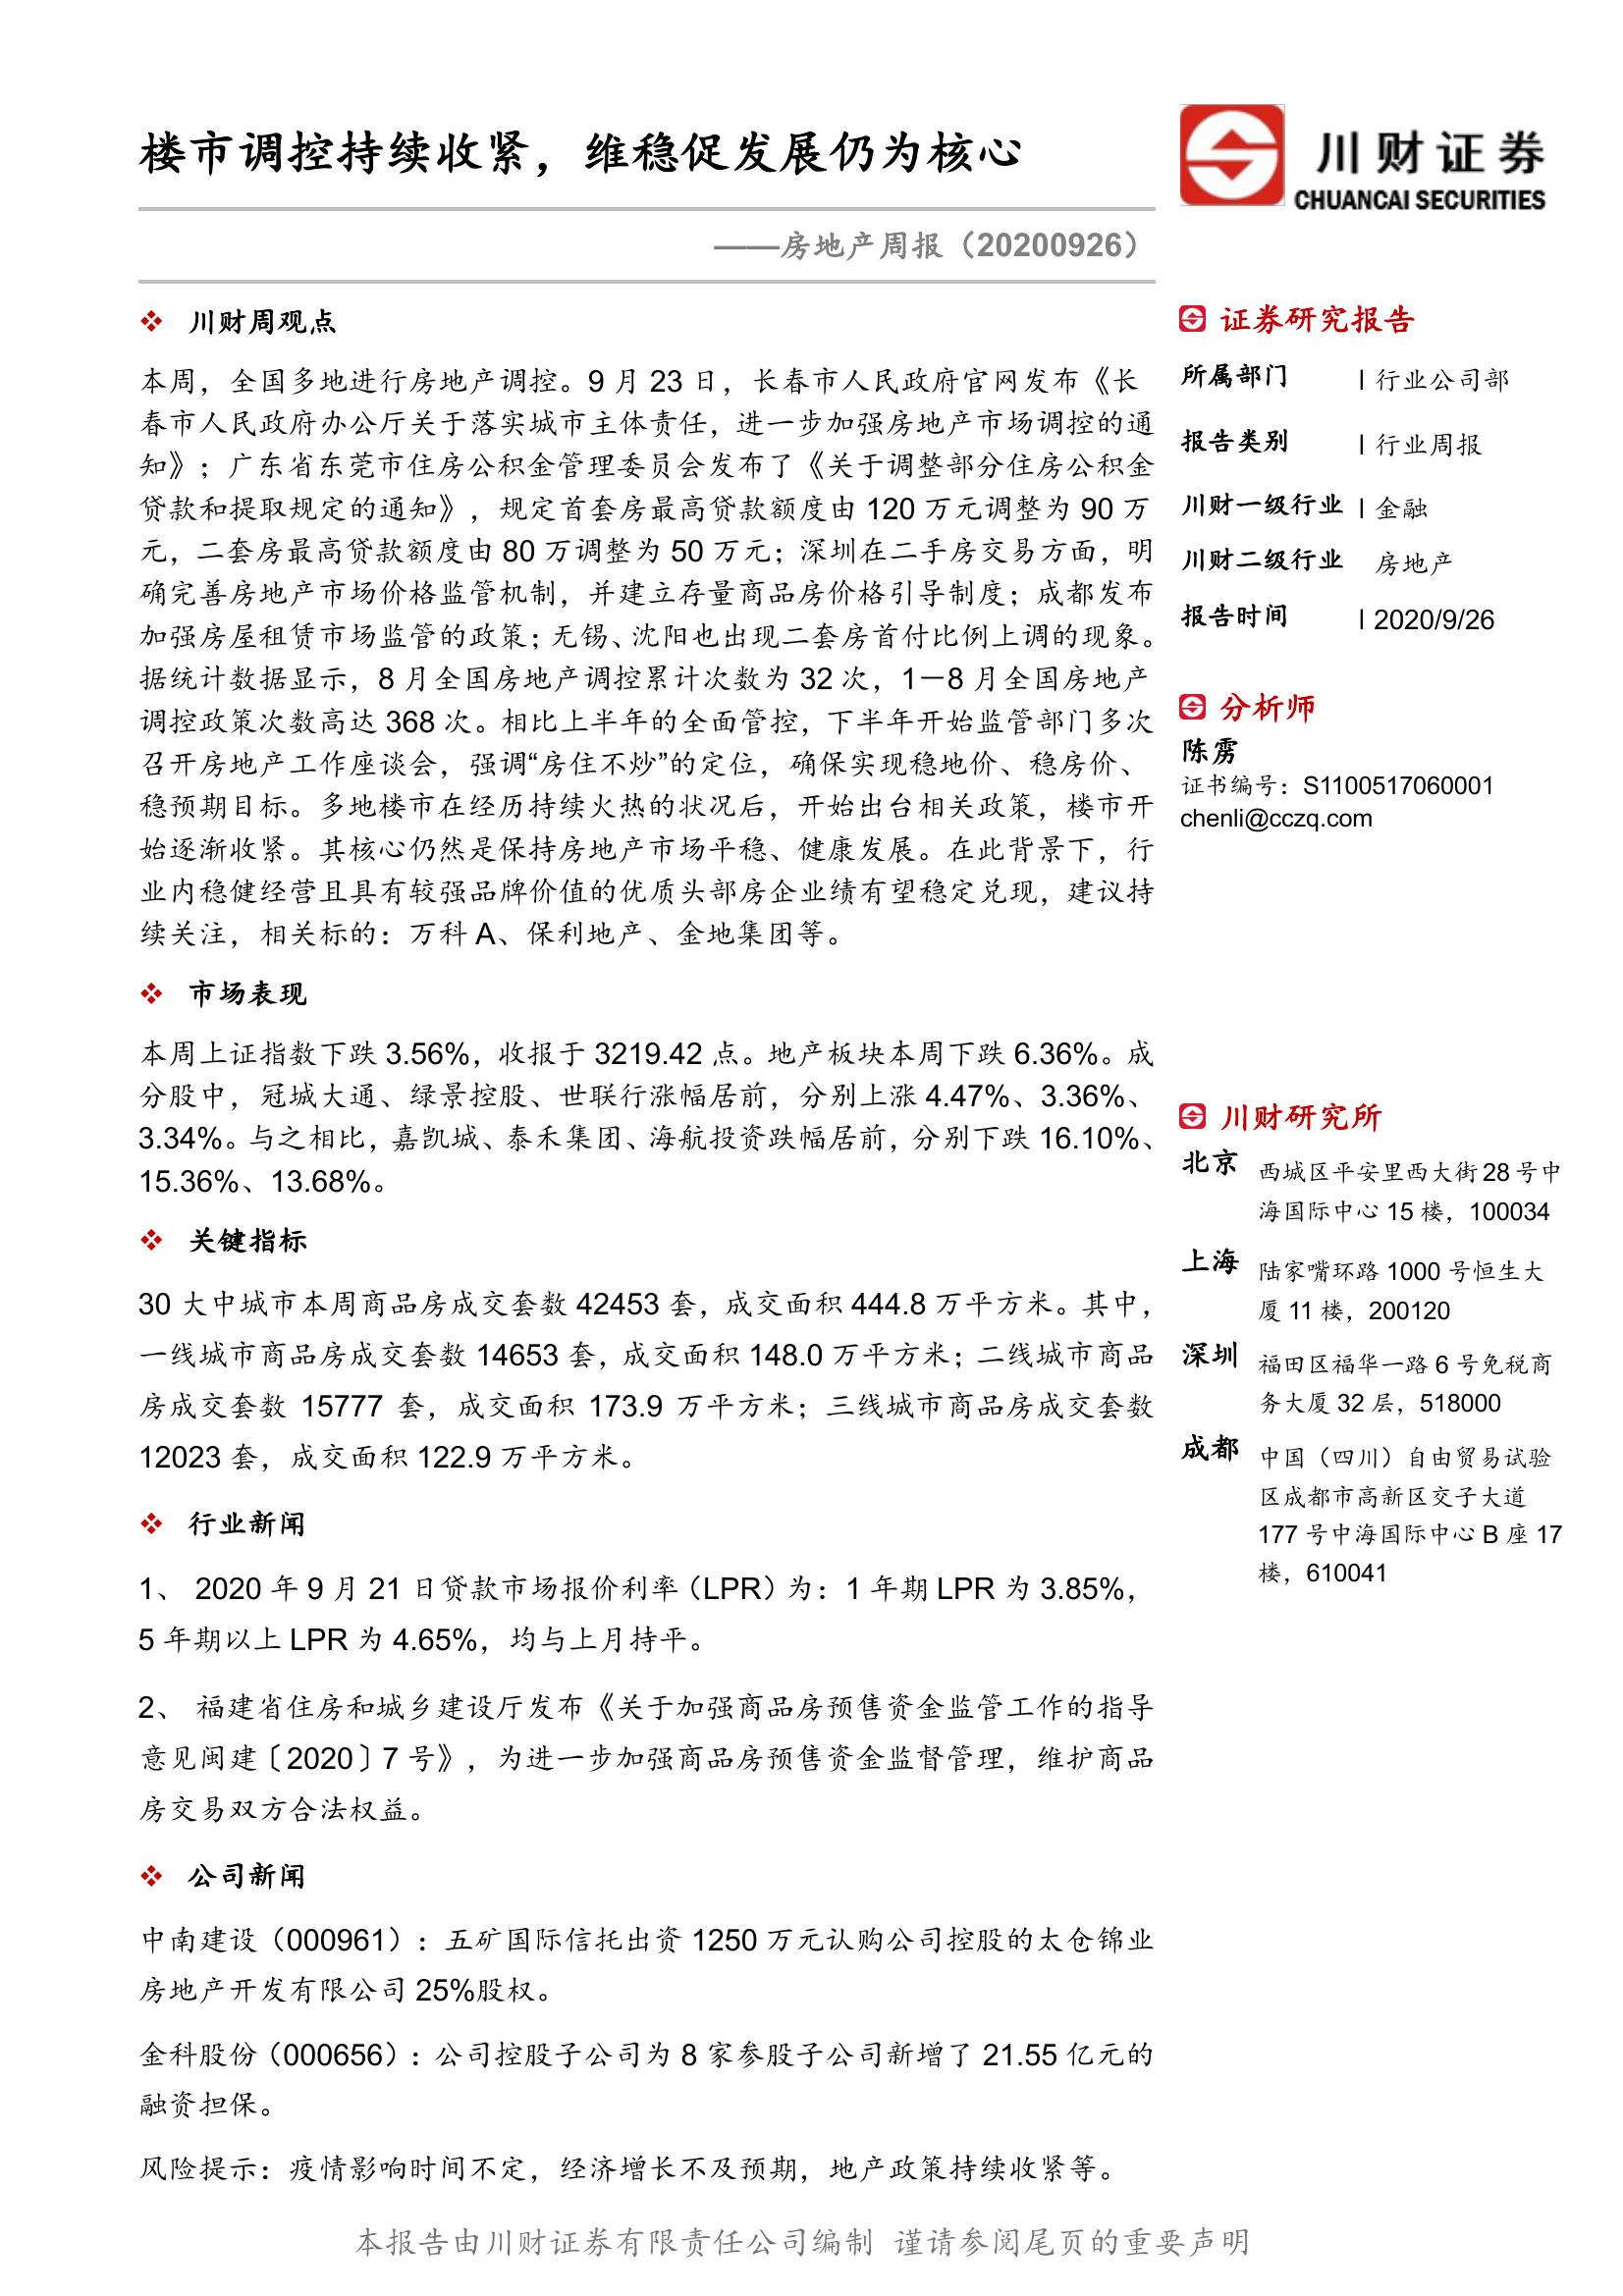 楼市调控持续收紧，维稳促发展仍为核心
——房地产周报（20200926）
川财证券
CHUANCAI SECURITIES
川财周观点
本周，全国多地进行房地产调控。9 月 23 日，长春市人民政府官网发布《长
春市人民政府办公厅关于落实城市主体责任，进一步加强房地产市场调控的通
知》；广东省东莞市住房公积金管理委员会发布了《关于调整部分住房公积金
贷款和提取规定的通知》，规定首套房最高贷款额度由 120 万元调整为 90 万
元，二套房最高贷款额度由 80 万调整为 50 万元；深圳在二手房交易方面，明
确完善房地产市场价格监管机制，并建立存量商品房价格引导制度；成都发布
加强房屋租赁市场监管的政策；无锡、沈阳也出现二套房首付比例上调的现象。
据统计数据显示，8 月全国房地产调控累计次数为 32 次，1－8 月全国房地产
调控政策次数高达 368 次。相比上半年的全面管控，下半年开始监管部门多次
召开房地产工作座谈会，强调“房住不炒”的定位，确保实现稳地价、稳房价、
稳预期目标。多地楼市在经历持续火热的状况后，开始出台相关政策，楼市开
始逐渐收紧。其核心仍然是保持房地产市场平稳、健康发展。在此背景下，行
业内稳健经营且具有较强品牌价值的优质头部房企业绩有望稳定兑现，建议持
续关注，相关标的：万科 A、保利地产、金地集团等。
市场表现
本周上证指数下跌 3.56%，收报于 3219.42 点。地产板块本周下跌 6.36%。成
分股中，冠城大通、绿景控股、世联行涨幅居前，分别上涨 4.47%、3.36%、
3.34%。与之相比，嘉凯城、泰禾集团、海航投资跌幅居前，分别下跌 16.10%、
15.36%、13.68%。
关键指标
30 大中城市本周商品房成交套数 42453 套，成交面积 444.8 万平方米。其中，
一线城市商品房成交套数 14653 套，成交面积 148.0 万平方米；二线城市商品
房成交套数 15777 套，成交面积 173.9 万平方米；三线城市商品房成交套数
12023 套，成交面积 122.9 万平方米。
行业新闻
1、 2020 年 9 月 21 日贷款市场报价利率（LPR）为：1 年期 LPR 为 3.85%，
5 年期以上 LPR 为 4.65%，均与上月持平。
2、 福建省住房和城乡建设厅发布《关于加强商品房预售资金监管工作的指导
意见闽建〔2020〕7 号》，为进一步加强商品房预售资金监督管理，维护商品
房交易双方合法权益。
公司新闻
中南建设（000961）：五矿国际信托出资 1250 万元认购公司控股的太仓锦业
房地产开发有限公司 25%股权。
金科股份（000656）：公司控股子公司为 8 家参股子公司新增了 21.55 亿元的
融资担保。
风险提示：疫情影响时间不定，经济增长不及预期，地产政策持续收紧等。
证券研究报告
所属部门 | 行业公司部
报告类别 | 行业周报
川财一级行业 | 金融
川财二级行业 房地产
报告时间 | 2020/9/26
分析师
陈雳
证书编号：S1100517060001
chenli@cczq.com
川财研究所
北京 西城区平安里西大街 28 号中
海国际中心 15 楼，100034
上海 陆家嘴环路 1000 号恒生大
厦 11 楼，200120
深圳 福田区福华一路 6 号免税商
务大厦 32 层，518000
成都 中国（四川）自由贸易试验
区成都市高新区交子大道
177 号中海国际中心 B 座 17
楼，610041
本报告由川财证券有限责任公司编制 谨请参阅尾页的重要声明